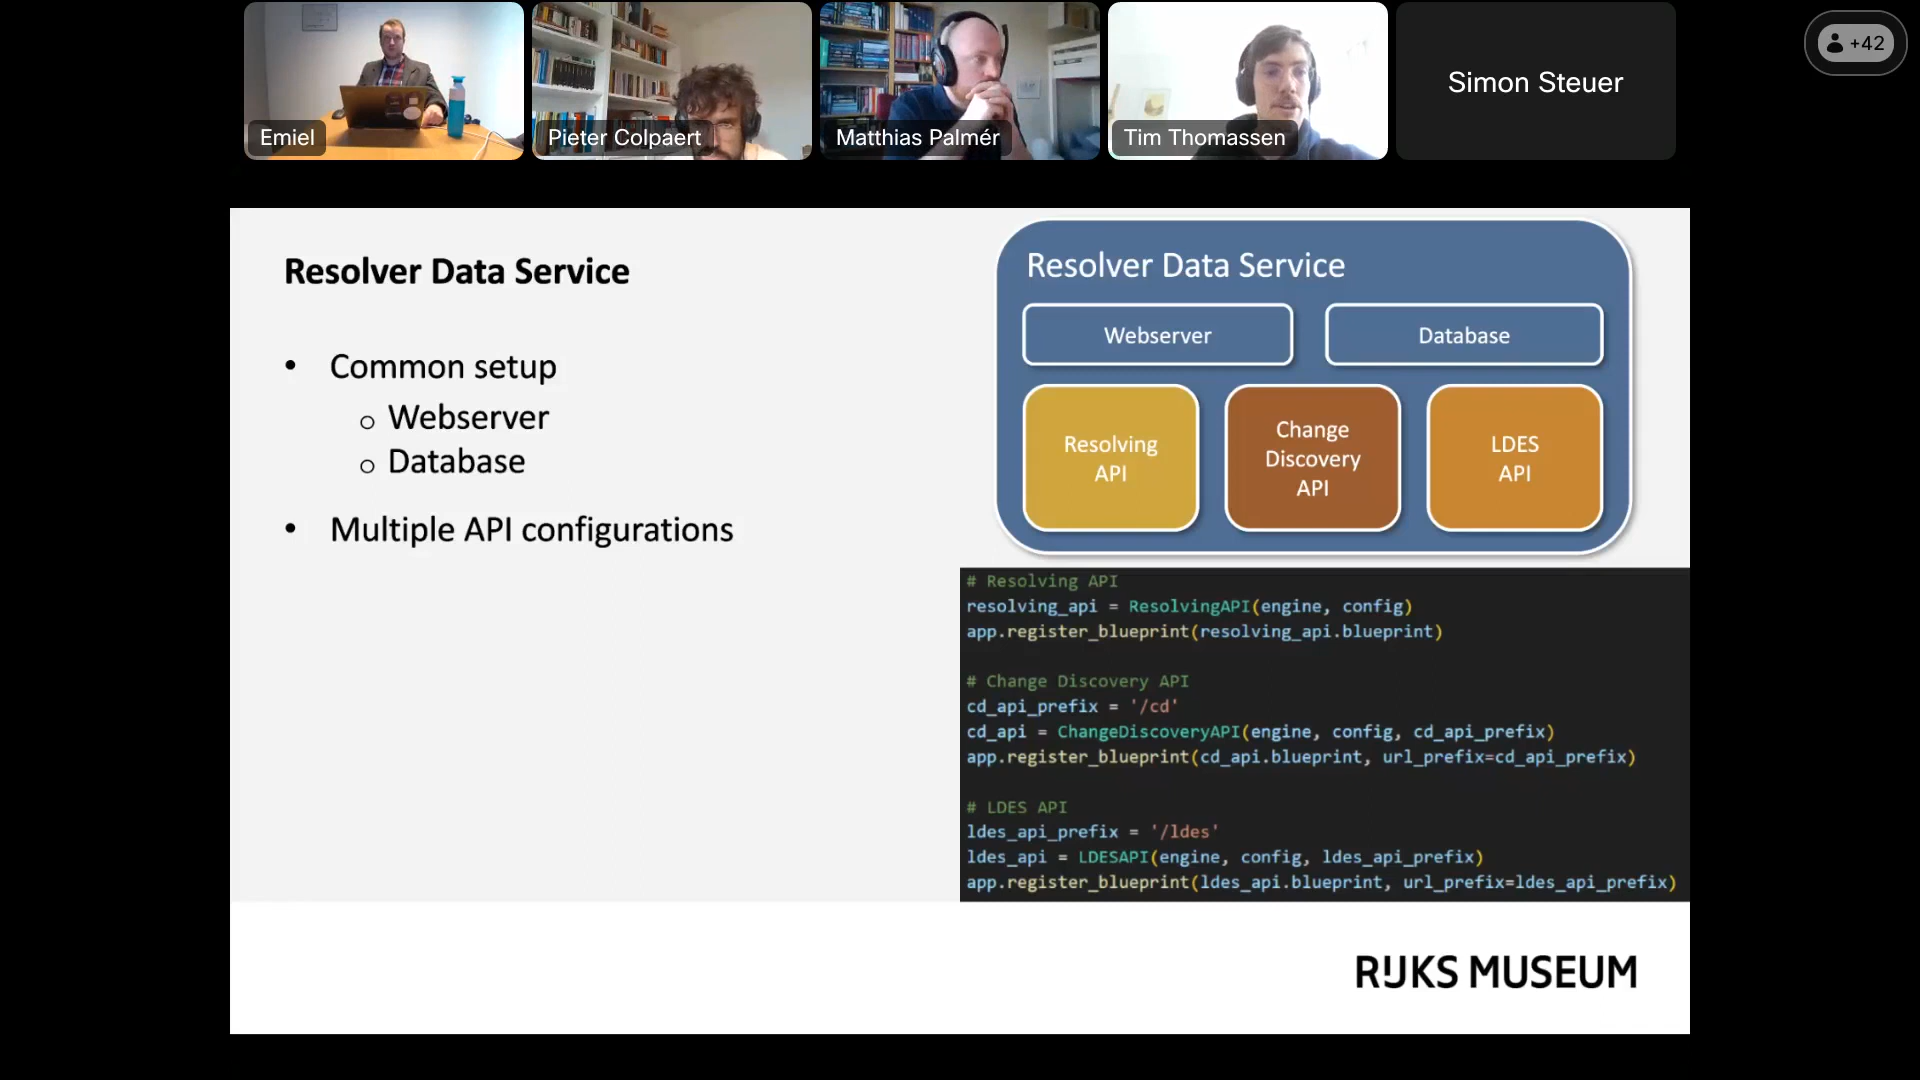 Emiel
Pieter Colpaert
Matthias Palmér
Tim Thomassen
Simon Steuer
+42
Resolver Data Service
• Common setup
o Webserver
o Database
• Multiple API configurations
Resolver Data Service
Webserver
Database
Resolving
API
Change
Discovery
API
LDES
API
# Resolving API
resolving_api = ResolvingAPI(engine, config)
app.register_blueprint(resolving_api.blueprint)
# Change Discovery API
cd_api_prefix = '/cd'
cd_api = ChangeDiscoveryAPI(engine, config, cd_api_prefix)
app.register_blueprint(cd_api.blueprint, url_prefix=cd_api_prefix)
# LDES API
ldes_api_prefix = '/ldes'
ldes_api = LDESAPI(engine, config, ldes_api_prefix)
app.register_blueprint(ldes_api.blueprint, url_prefix=ldes_api_prefix)
RIJKS MUSEUM